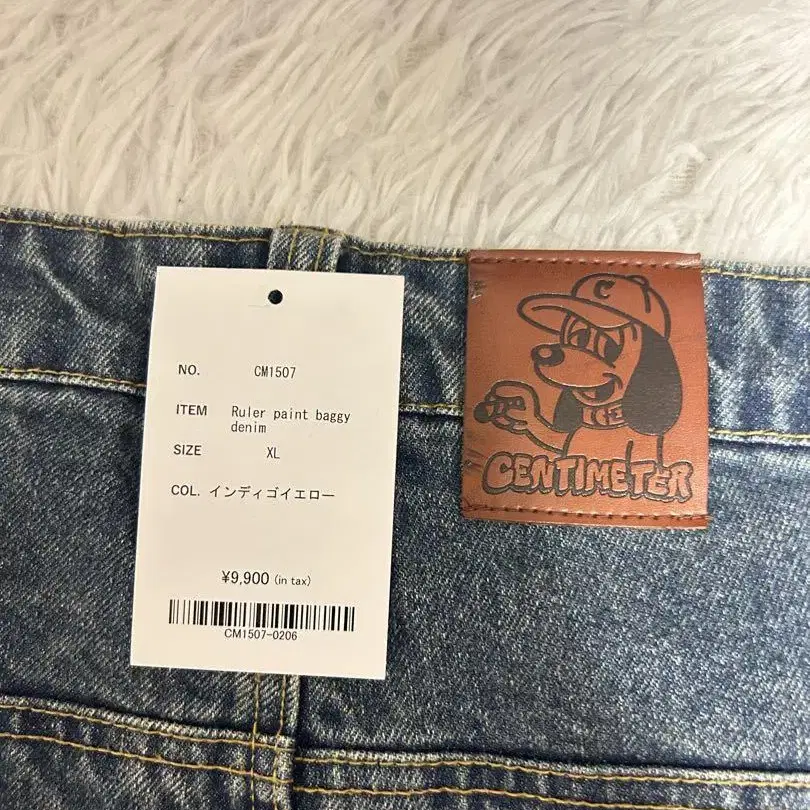 NO. CM1507
ITEM Ruler paint baggy
denim
SIZE XL
COL. インディゴイエロー
¥9,900 (in tax)
CM1507-0206
C
CENTIMETER